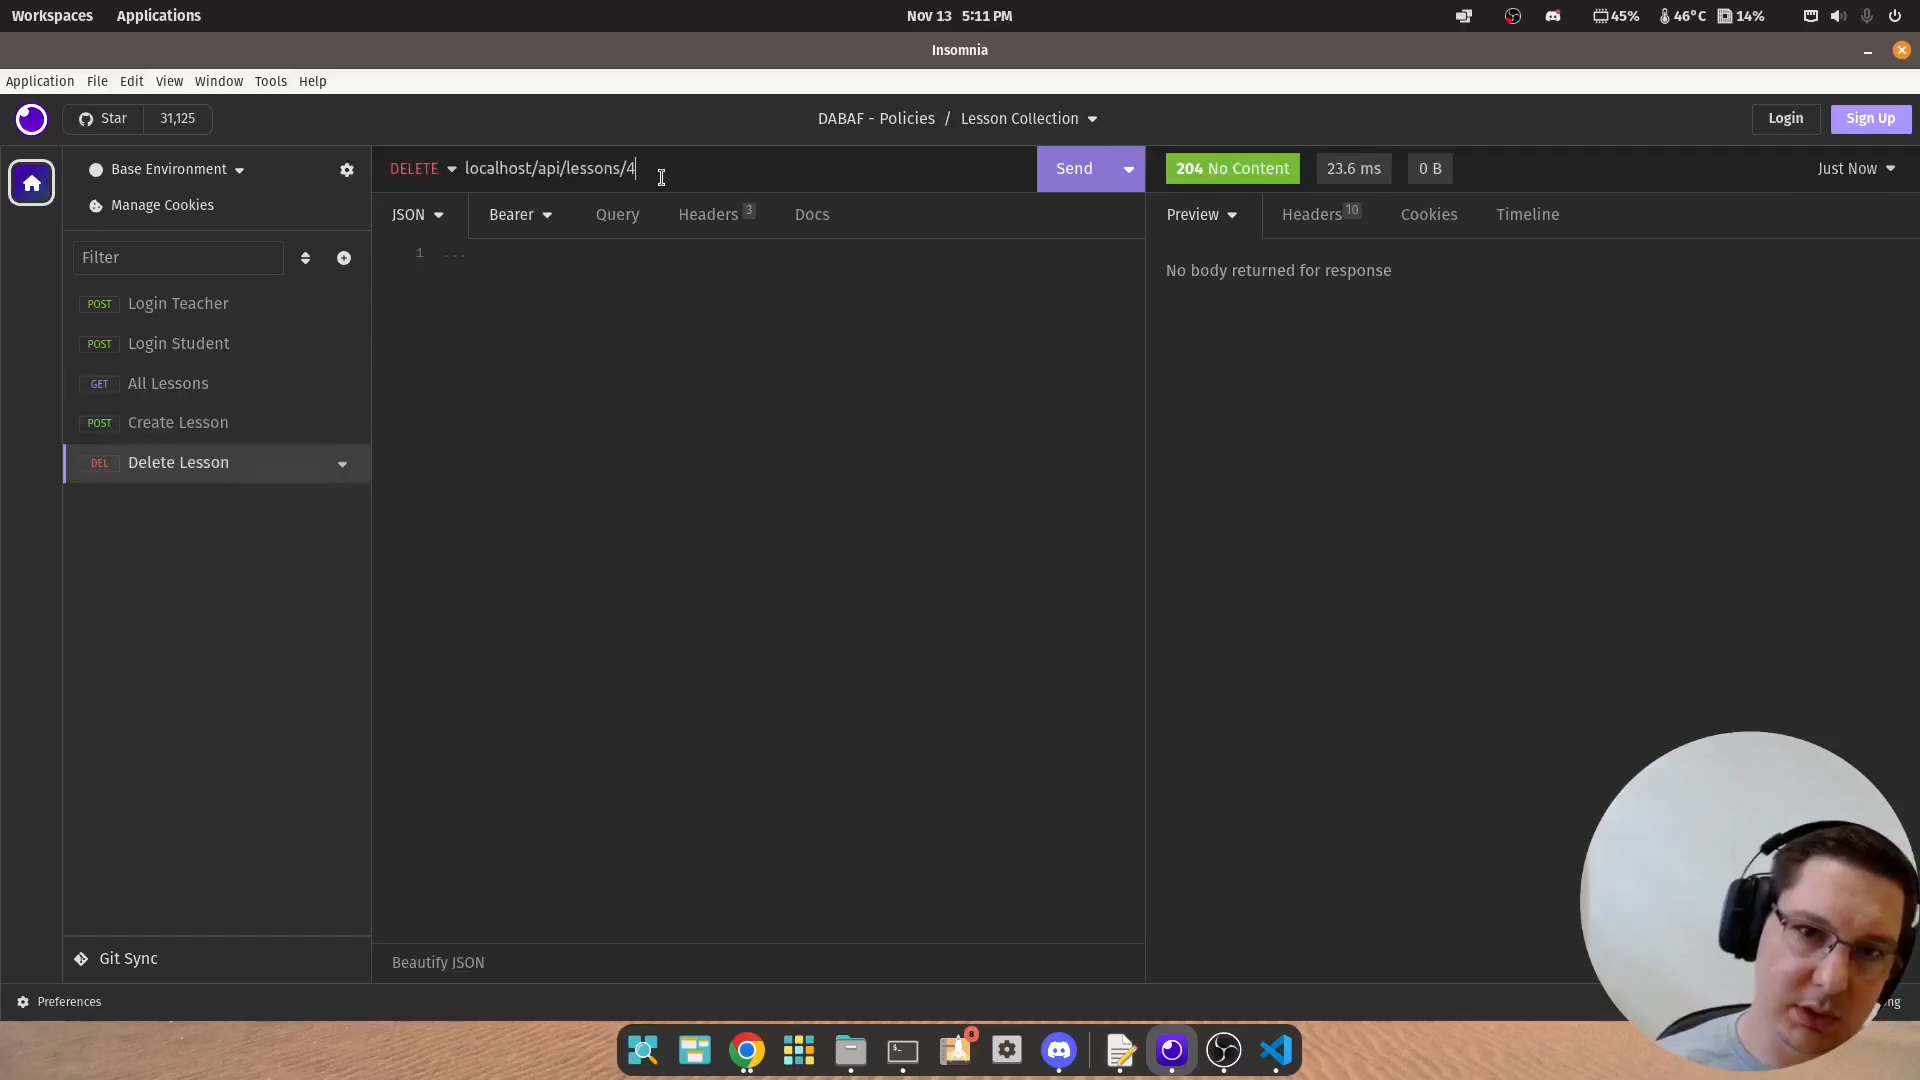 Workspaces Applications Nov 13 5:11 PM 45% 46°C 14%
Insomnia
Application File Edit View Window Tools Help
Star 31,125 DABAF - Policies / Lesson Collection Login Sign Up
Base Environment DELETE localhost/api/lessons/4 Send 204 No Content 23.6 ms 0 B Just Now
Manage Cookies JSON Bearer Query Headers 3 Docs Preview Headers 10 Cookies Timeline
Filter 1 ...
No body returned for response
POST Login Teacher
POST Login Student
GET All Lessons
POST Create Lesson
DEL Delete Lesson
Git Sync Beautify JSON
Preferences
8